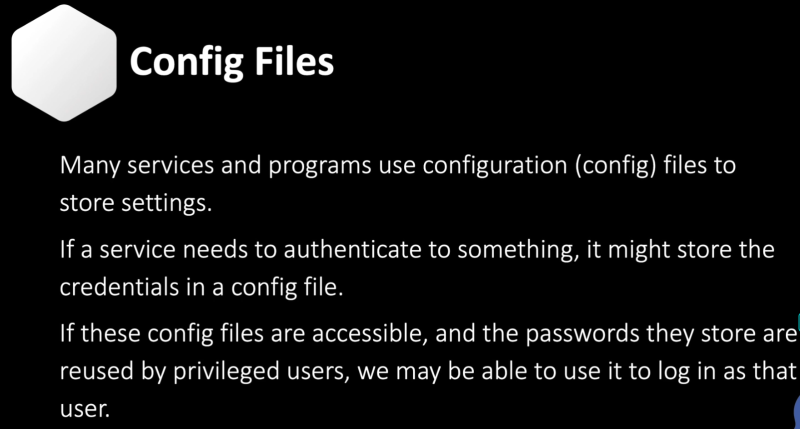 Config Files
Many services and programs use configuration (config) files to
store settings.
If a service needs to authenticate to something, it might store the
credentials in a config file.
If these config files are accessible, and the passwords they store are
reused by privileged users, we may be able to use it to log in as that
user.